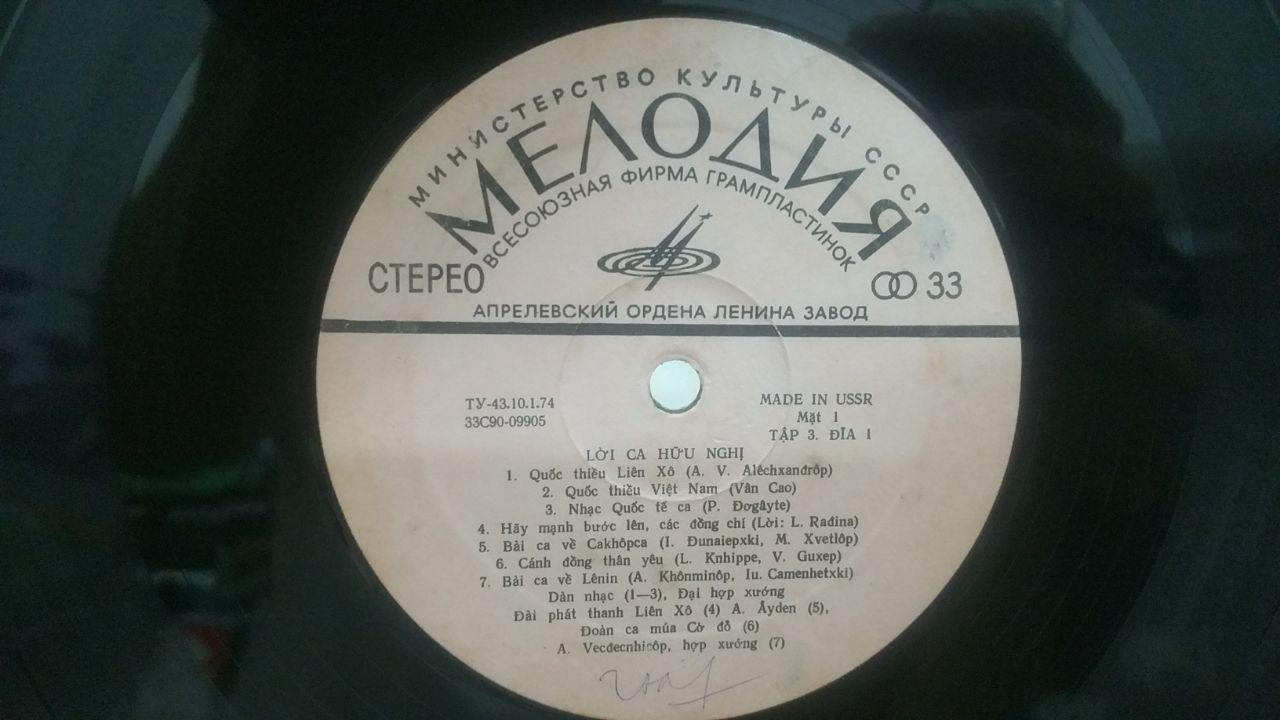 МИНИСТЕРСТВО КУЛЬТУРЫ СССР
МЕЛОДИЯ
ВСЕСОЮЗНАЯ ФИРМА ГРАМПЛАСТИНОК
СТЕРЕО
33
АПРЕЛЕВСКИЙ ОРДЕНА ЛЕНИНА ЗАВОД
ТУ-43.10.1.74
33С90-09905
MADE IN USSR
Mặt 1
TẬP 3. ĐĨA 1
LỜI CA HỮU NGHỊ
1. Quốc thiều Liên Xô (A. V. Alêchxanđrôp)
2. Quốc thiều Việt Nam (Vân Cao)
3. Nhạc Quốc tế ca (P. Đơgâyte)
4. Hãy mạnh bước lên, các đồng chí (Lời: L. Rađina)
5. Bài ca về Cakhôpca (I. Đunaiepxki, M. Xvetlôp)
6. Cánh đồng thân yêu (L. Knhippe, V. Guxep)
7. Bài ca về Lênin (A. Khônminôp, Iu. Camenhetxki)
Dàn nhạc (1—3), Đại hợp xướng
Đài phát thanh Liên Xô (4) A. Âyden (5),
Đoàn ca múa Cờ đỏ (6)
A. Vecdecnhicôp, hợp xướng (7)